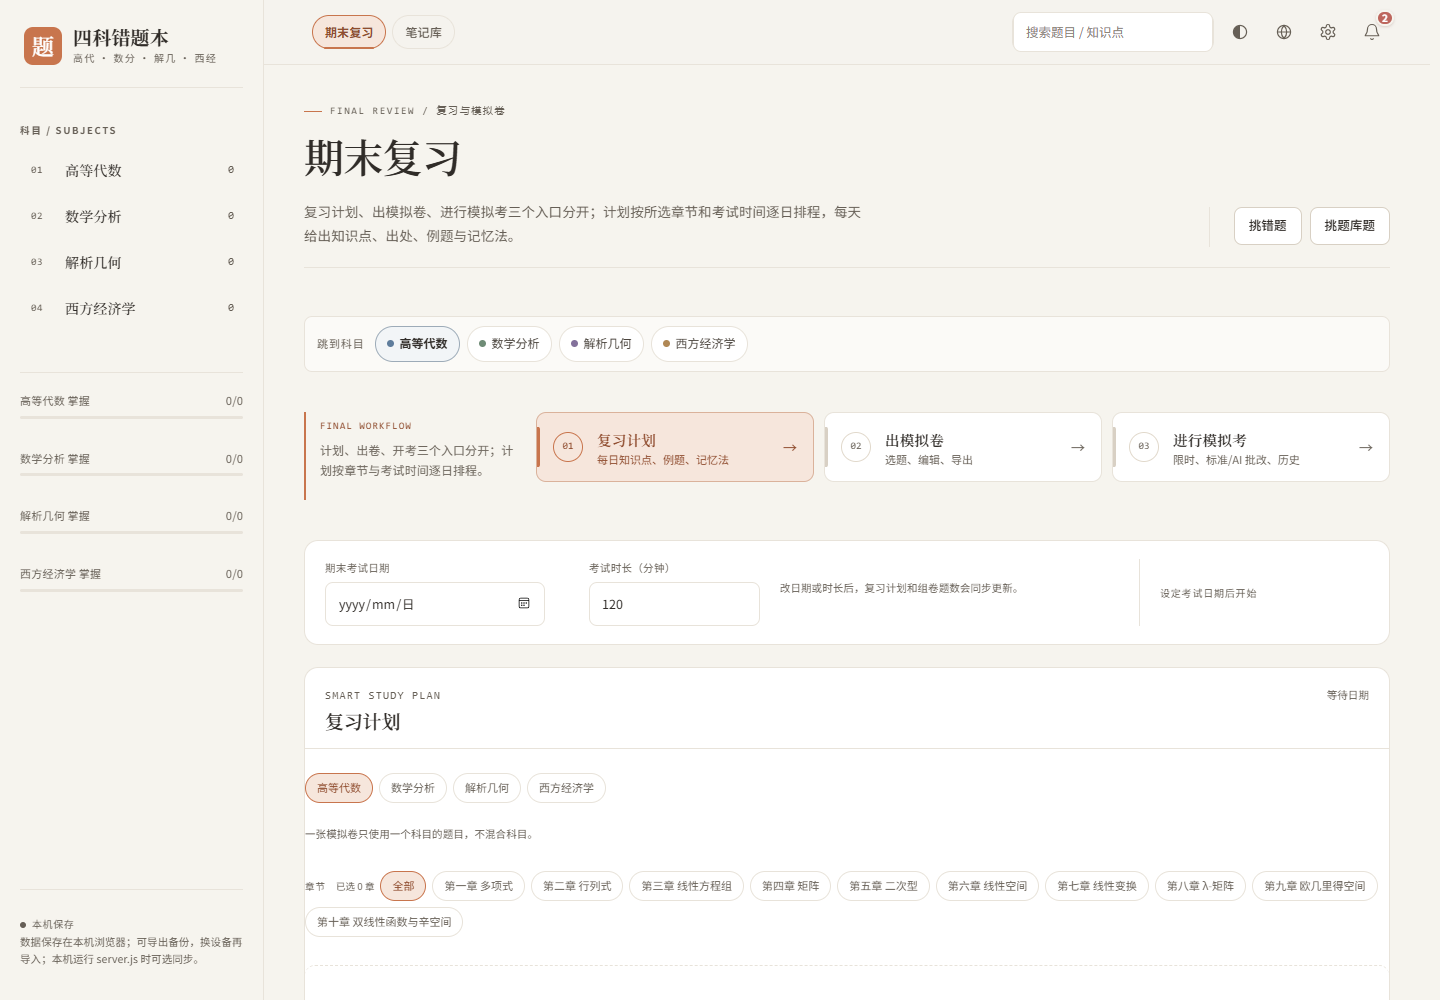 题
四科错题本
高代 • 数分 • 解几 • 西经
科目 / SUBJECTS
01 高等代数 0
02 数学分析 0
03 解析几何 0
04 西方经济学 0
高等代数 掌握 0/0
数学分析 掌握 0/0
解析几何 掌握 0/0
西方经济学 掌握 0/0
本机保存
数据保存在本机浏览器；可导出备份，换设备再
导入；本机运行 server.js 时可选同步。
期末复习 笔记库
搜索题目 / 知识点
2
FINAL REVIEW / 复习与模拟卷
期末复习
复习计划、出模拟卷、进行模拟考三个入口分开；计划按所选章节和考试时间逐日排程，每天
给出知识点、出处、例题与记忆法。
挑错题 挑题库题
跳到科目 高等代数 数学分析 解析几何 西方经济学
FINAL WORKFLOW
计划、出卷、开考三个入口分开；计
划按章节与考试时间逐日排程。
01 复习计划 →
每日知识点、例题、记忆法
02 出模拟卷 →
选题、编辑、导出
03 进行模拟考 →
限时、标准/AI 批改、历史
期末考试日期
yyyy/mm/日
考试时长（分钟）
120
改日期或时长后，复习计划和组卷题数会同步更新。
设定考试日期后开始
SMART STUDY PLAN
复习计划
等待日期
高等代数 数学分析 解析几何 西方经济学
一张模拟卷只使用一个科目的题目，不混合科目。
章节 已选 0 章 全部 第一章 多项式 第二章 行列式 第三章 线性方程组 第四章 矩阵 第五章 二次型 第六章 线性空间 第七章 线性变换 第八章 λ-矩阵 第九章 欧几里得空间
第十章 双线性函数与辛空间